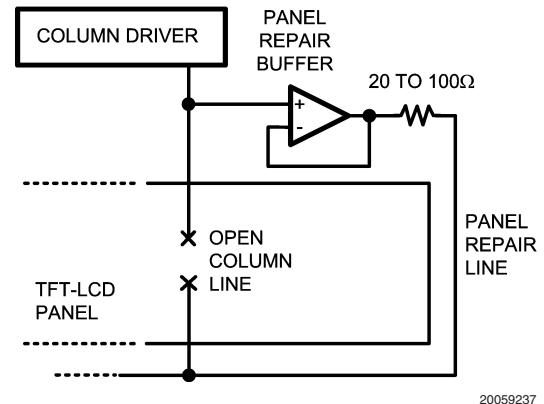 COLUMN DRIVER
PANEL
REPAIR
BUFFER
20 TO 100Ω
+
-
OPEN
COLUMN
LINE
PANEL
REPAIR
LINE
TFT-LCD
PANEL
20059237